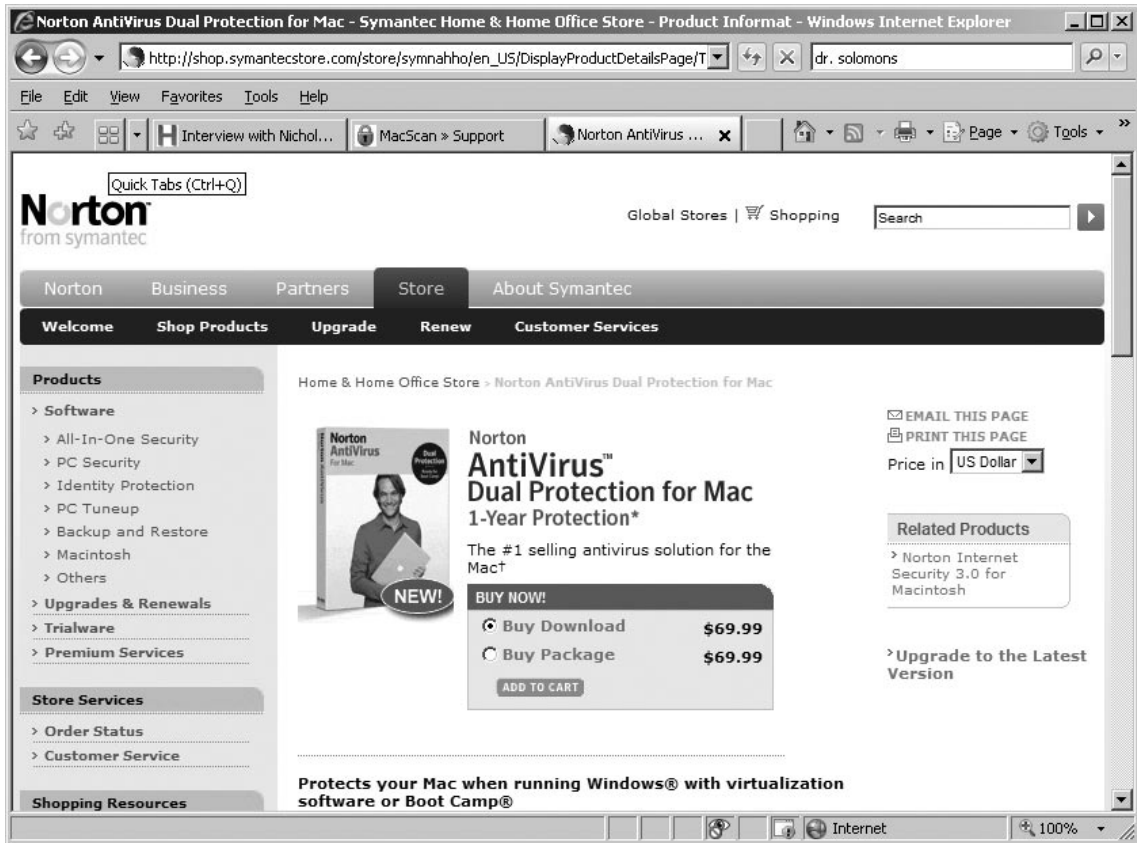 Norton AntiVirus Dual Protection for Mac - Symantec Home & Home Office Store - Product Informat - Windows Internet Explorer
http://shop.symantecstore.com/store/symnahho/en_US/DisplayProductDetailsPage/T
dr. solomons
File Edit View Favorites Tools Help
Interview with Nichol... MacScan » Support Norton AntiVirus ... Page Tools »
Quick Tabs (Ctrl+Q)
Norton
from symantec
Global Stores | Shopping
Search
Norton Business Partners Store About Symantec
Welcome Shop Products Upgrade Renew Customer Services
Products
> Software
> All-In-One Security
> PC Security
> Identity Protection
> PC Tuneup
> Backup and Restore
> Macintosh
> Others
> Upgrades & Renewals
> Trialware
> Premium Services
Store Services
> Order Status
> Customer Service
Shopping Resources
Home & Home Office Store > Norton AntiVirus Dual Protection for Mac
Norton
AntiVirus
For Mac
Dual
Protection
NEW!
Norton
AntiVirus™
Dual Protection for Mac
1-Year Protection*
The #1 selling antivirus solution for the
Mac†
BUY NOW!
Buy Download $69.99
Buy Package $69.99
ADD TO CART
EMAIL THIS PAGE
PRINT THIS PAGE
Price in US Dollar
Related Products
> Norton Internet
Security 3.0 for
Macintosh
> Upgrade to the Latest
Version
Protects your Mac when running Windows® with virtualization
software or Boot Camp®
Internet 100%